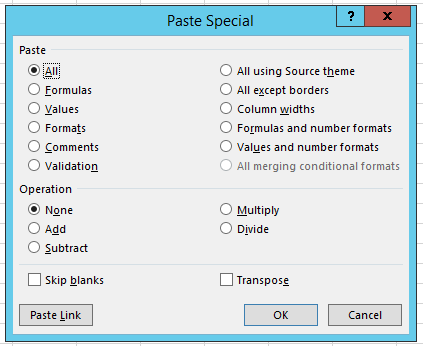 Paste Special
?
Paste
All
All using Source theme
Formulas
All except borders
Values
Column widths
Formats
Formulas and number formats
Comments
Values and number formats
Validation
All merging conditional formats
Operation
None
Multiply
Add
Divide
Subtract
Skip blanks
Transpose
Paste Link
OK
Cancel